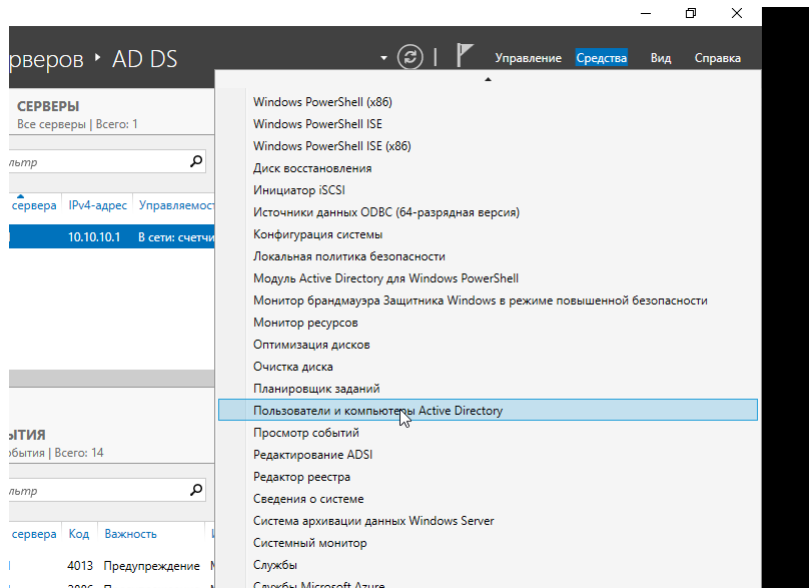 рверов ‣ AD DS
Управление Средства Вид Справка
СЕРВЕРЫ
Все серверы | Всего: 1
льтр
сервера IPv4-адрес Управляемос
10.10.10.1 В сети: счетчи
ЫТИЯ
обытия | Всего: 14
льтр
сервера Код Важность
4013 Предупреждение
Windows PowerShell (x86)
Windows PowerShell ISE
Windows PowerShell ISE (x86)
Диск восстановления
Инициатор iSCSI
Источники данных ODBC (64-разрядная версия)
Конфигурация системы
Локальная политика безопасности
Модуль Active Directory для Windows PowerShell
Монитор брандмауэра Защитника Windows в режиме повышенной безопасности
Монитор ресурсов
Оптимизация дисков
Очистка диска
Планировщик заданий
Пользователи и компьютеры Active Directory
Просмотр событий
Редактирование ADSI
Редактор реестра
Сведения о системе
Система архивации данных Windows Server
Системный монитор
Службы
Службы Microsoft Azure